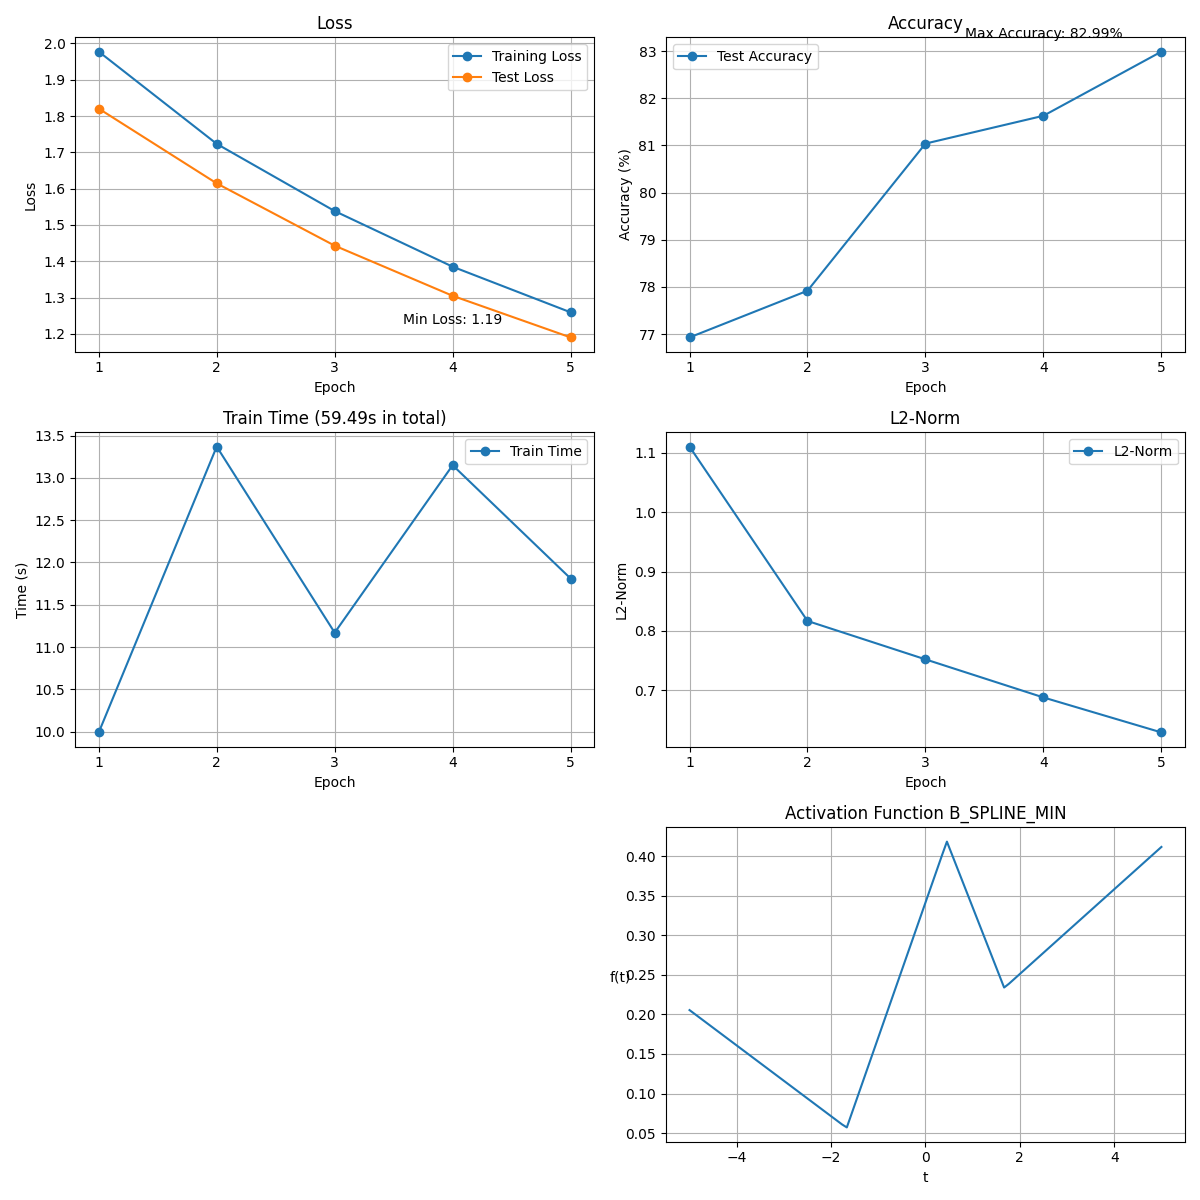 Loss
Training Loss
Test Loss
2.0
1.9
1.8
1.7
1.6
1.5
1.4
1.3
1.2
Loss
Min Loss: 1.19
1 2 3 4 5
Epoch
Accuracy
Max Accuracy: 82.99%
Test Accuracy
83
82
81
80
79
78
77
Accuracy (%)
1 2 3 4 5
Epoch
Train Time (59.49s in total)
Train Time
13.5
13.0
12.5
12.0
11.5
11.0
10.5
10.0
Time (s)
1 2 3 4 5
Epoch
L2-Norm
L2-Norm
1.1
1.0
0.9
0.8
0.7
L2-Norm
1 2 3 4 5
Epoch
Activation Function B_SPLINE_MIN
0.40
0.35
0.30
0.25
0.20
0.15
0.10
0.05
f(t)
−4 −2 0 2 4
t